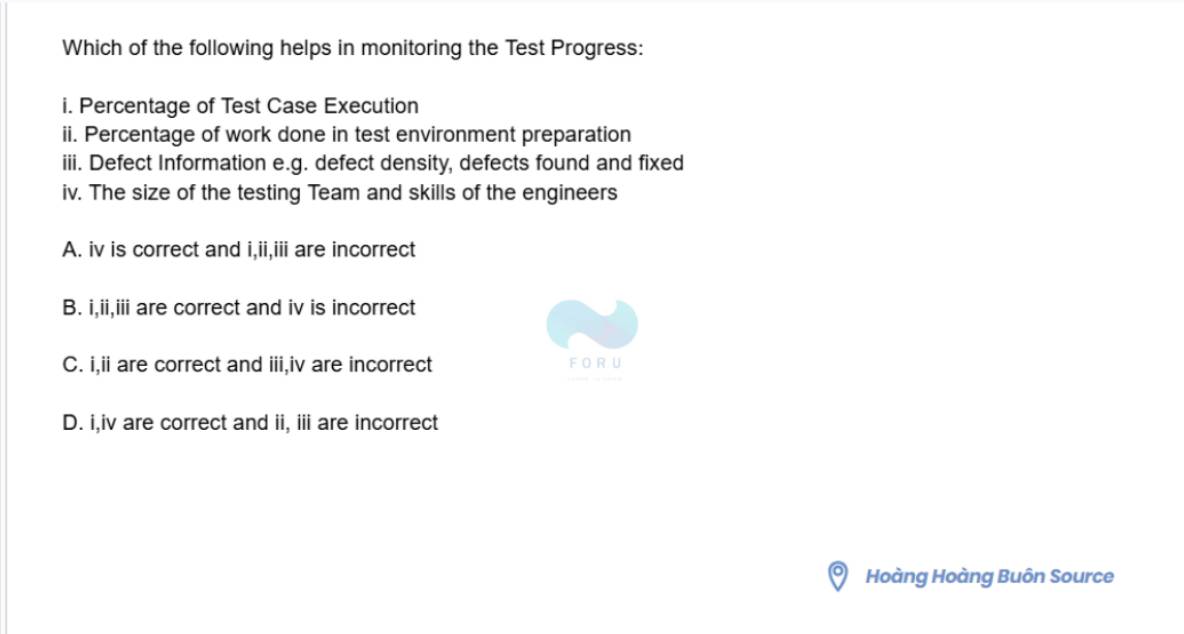 Which of the following helps in monitoring the Test Progress:
i. Percentage of Test Case Execution
ii. Percentage of work done in test environment preparation
iii. Defect Information e.g. defect density, defects found and fixed
iv. The size of the testing Team and skills of the engineers
A. iv is correct and i,ii,iii are incorrect
B. i,ii,iii are correct and iv is incorrect
C. i,ii are correct and iii,iv are incorrect
FORU
D. i,iv are correct and ii, iii are incorrect
Hoàng Hoàng Buôn Source